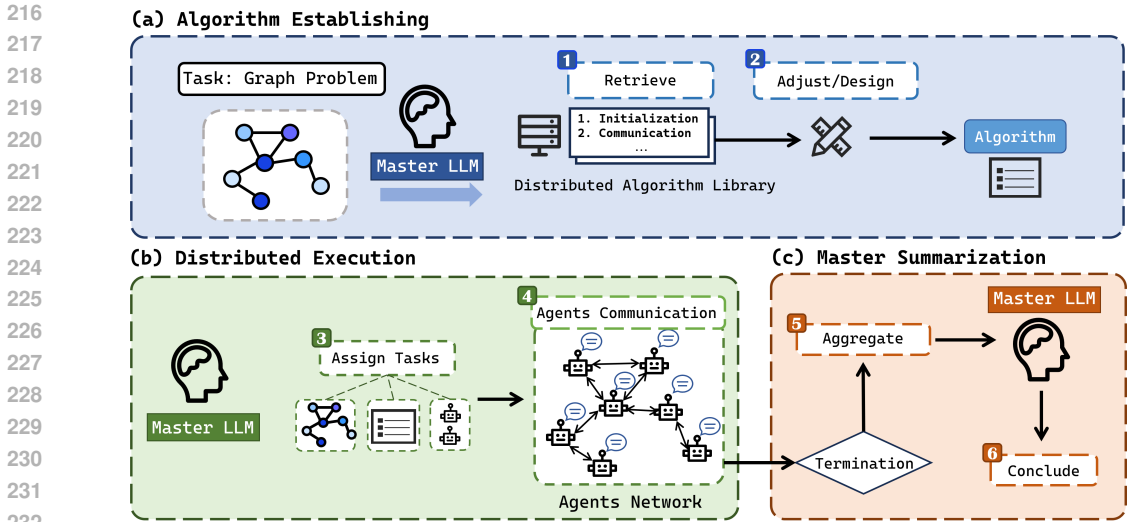 216
217
218
219
220
221
222
223
224
225
226
227
228
229
230
231
(a) Algorithm Establishing
Task: Graph Problem
Master LLM
1
Retrieve
1. Initialization
2. Communication
...
Distributed Algorithm Library
2
Adjust/Design
Algorithm
(b) Distributed Execution
Master LLM
3
Assign Tasks
4
Agents Communication
Agents Network
(c) Master Summarization
Master LLM
5
Aggregate
Termination
6
Conclude